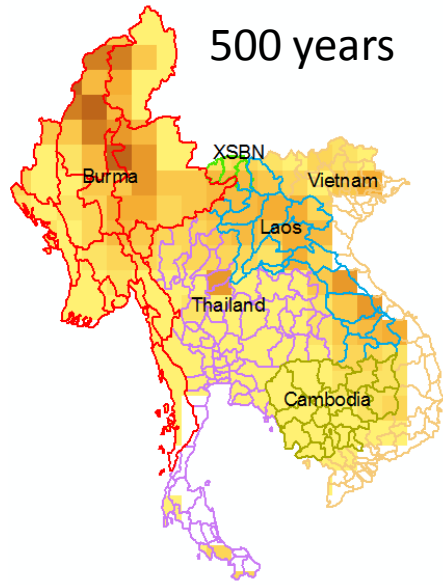 500 years
XSBN
Burma
Vietnam
Laos
Thailand
Cambodia